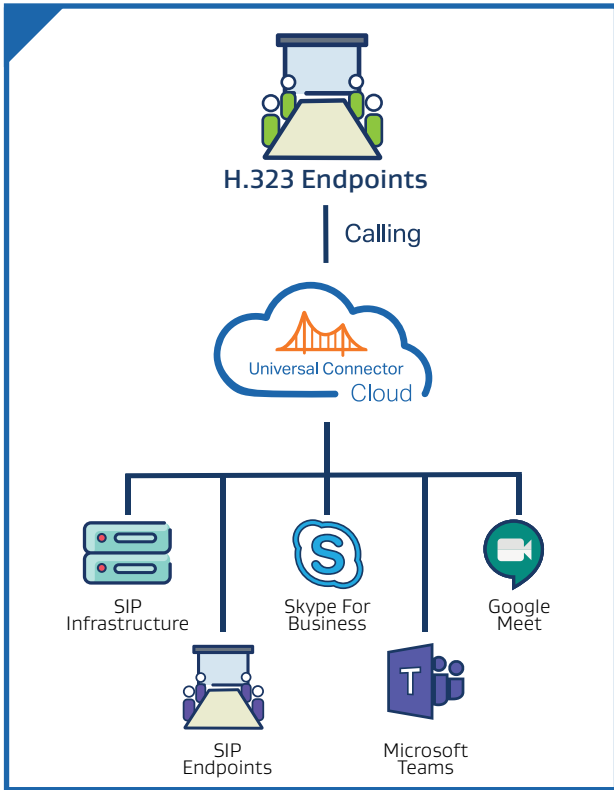 H.323 Endpoints
Calling
Universal Connector
Cloud
SIP
Infrastructure
Skype For
Business
Google
Meet
SIP
Endpoints
T
Microsoft
Teams